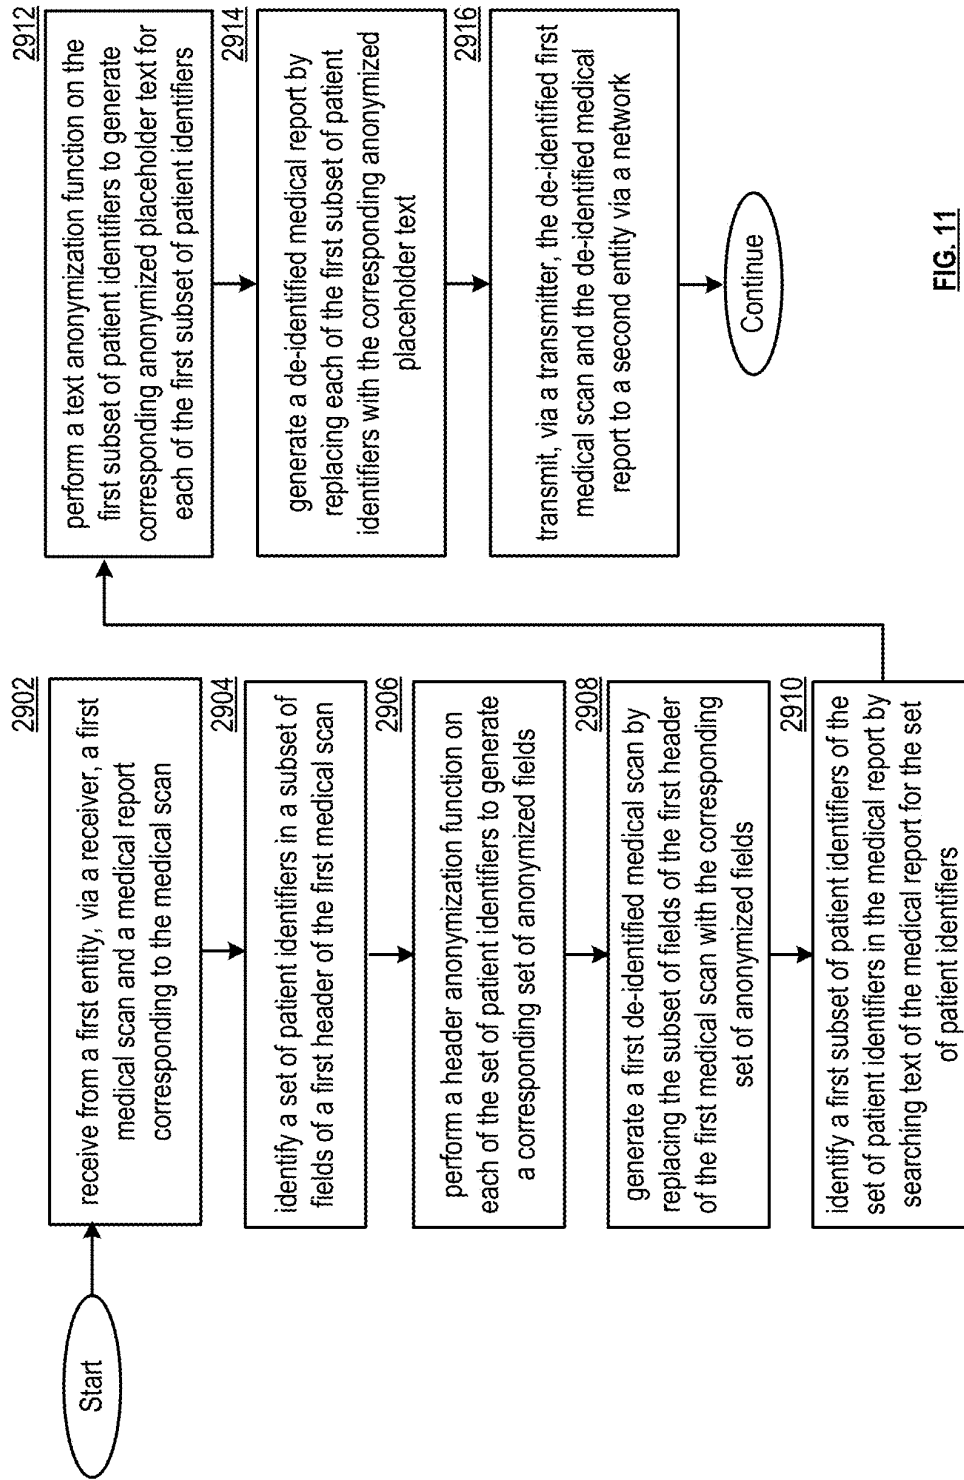 Start
2902
receive from a first entity, via a receiver, a first
medical scan and a medical report
corresponding to the medical scan
2904
identify a set of patient identifiers in a subset of
fields of a first header of the first medical scan
2906
perform a header anonymization function on
each of the set of patient identifiers to generate
a corresponding set of anonymized fields
2908
generate a first de-identified medical scan by
replacing the subset of fields of the first header
of the first medical scan with the corresponding
set of anonymized fields
2910
identify a first subset of patient identifiers of the
set of patient identifiers in the medical report by
searching text of the medical report for the set
of patient identifiers
2912
perform a text anonymization function on the
first subset of patient identifiers to generate
corresponding anonymized placeholder text for
each of the first subset of patient identifiers
2914
generate a de-identified medical report by
replacing each of the first subset of patient
identifiers with the corresponding anonymized
placeholder text
2916
transmit, via a transmitter, the de-identified first
medical scan and the de-identified medical
report to a second entity via a network
Continue
FIG. 11